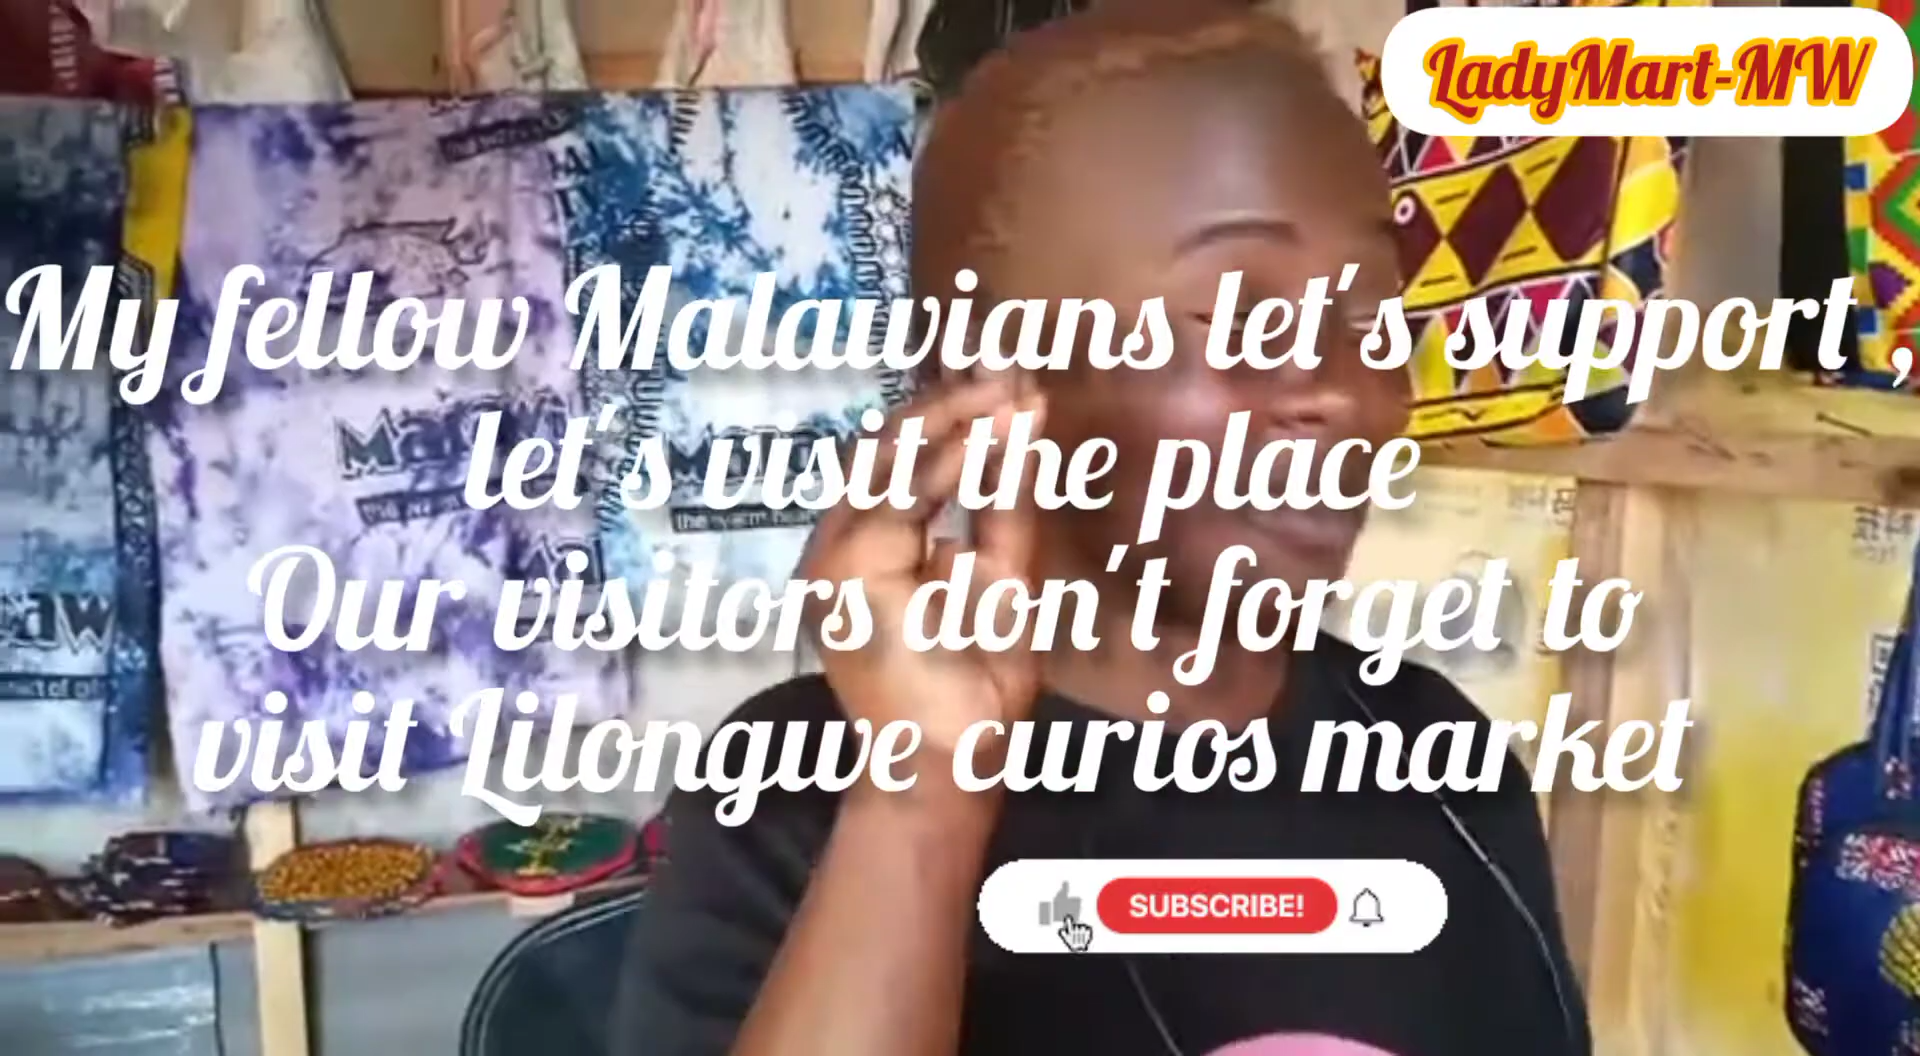 LadyMart-MW
My fellow Malawians let's support ,
let's visit the place
Our visitors don't forget to
visit Lilongwe curios market
SUBSCRIBE!